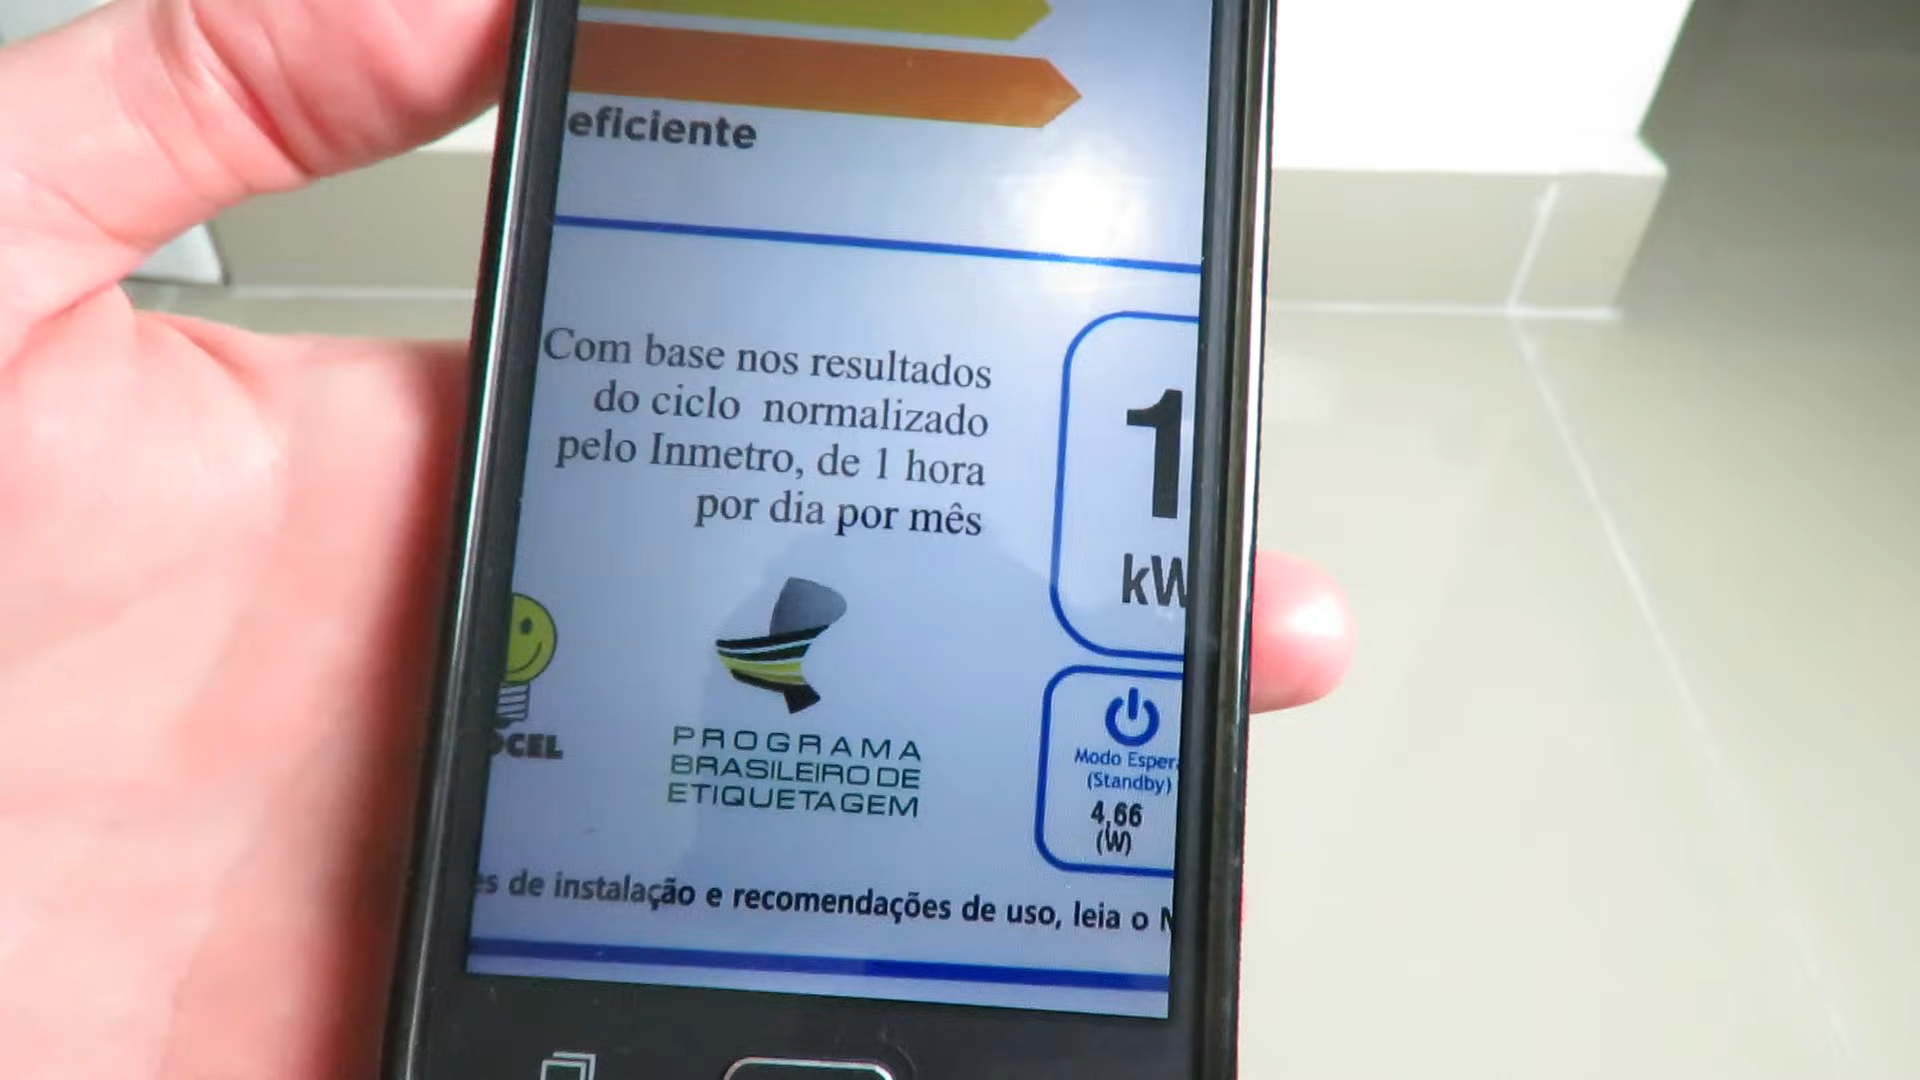 eficiente
Com base nos resultados
do ciclo normalizado
pelo Inmetro, de 1 hora
por dia por mês
1
kW
PROGRAMA
BRASILEIRO DE
ETIQUETAGEM
Modo Esper
(Standby)
4,66
(W)
de instalação e recomendações de uso, leia o